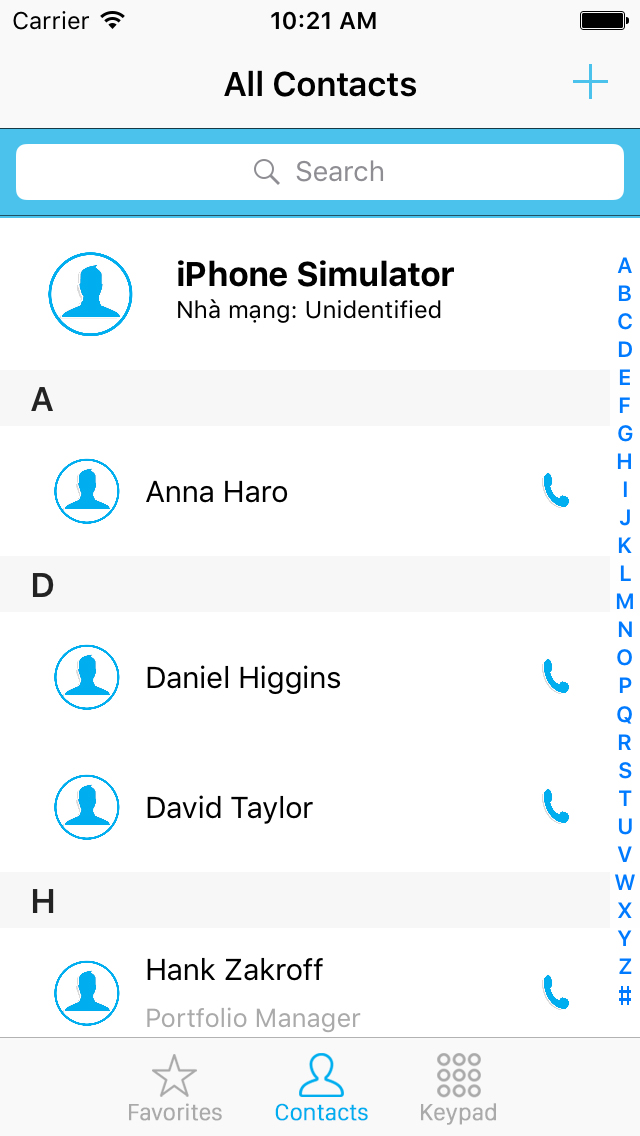 Carrier 10:21 AM
All Contacts
Search
iPhone Simulator
Nhà mạng: Unidentified
A
Anna Haro
D
Daniel Higgins
David Taylor
H
Hank Zakroff
Portfolio Manager
A
B
C
D
E
F
G
H
I
J
K
L
M
N
O
P
Q
R
S
T
U
V
W
X
Y
Z
#
Favorites Contacts Keypad